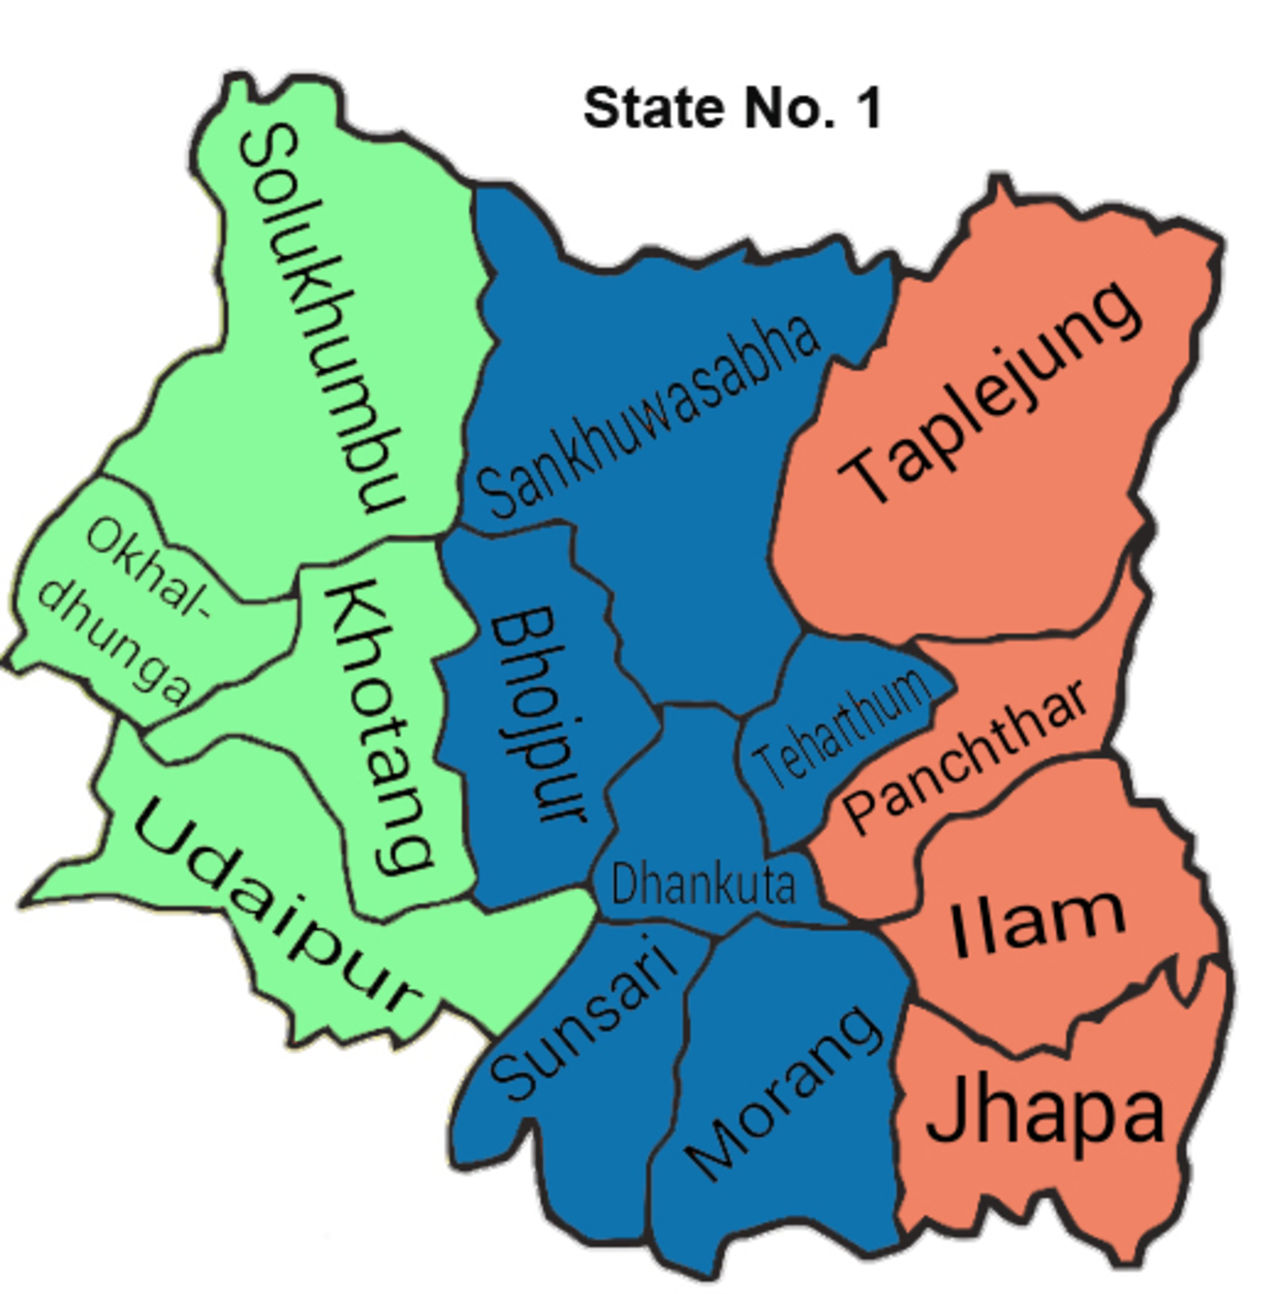 State No. 1
Solukhumbu
Sankhuwasabha
Taplejung
Okhal-
dhunga
Khotang
Bhojpur
Teharthum
Panchthar
Udaipur
Dhankuta
Ilam
Sunsari
Morang
Jhapa